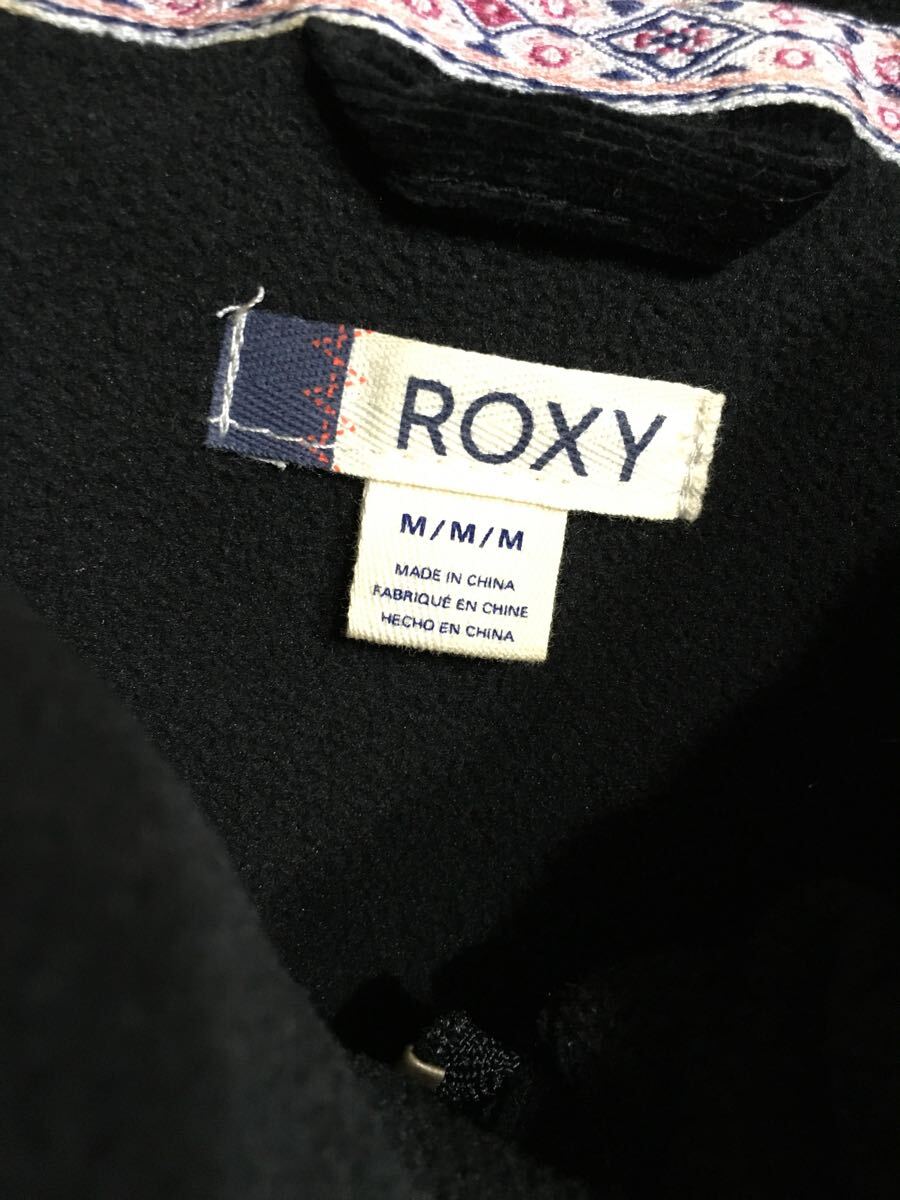 ROXY
M/M/M
MADE IN CHINA
FABRIQUÉ EN CHINE
HECHO EN CHINA